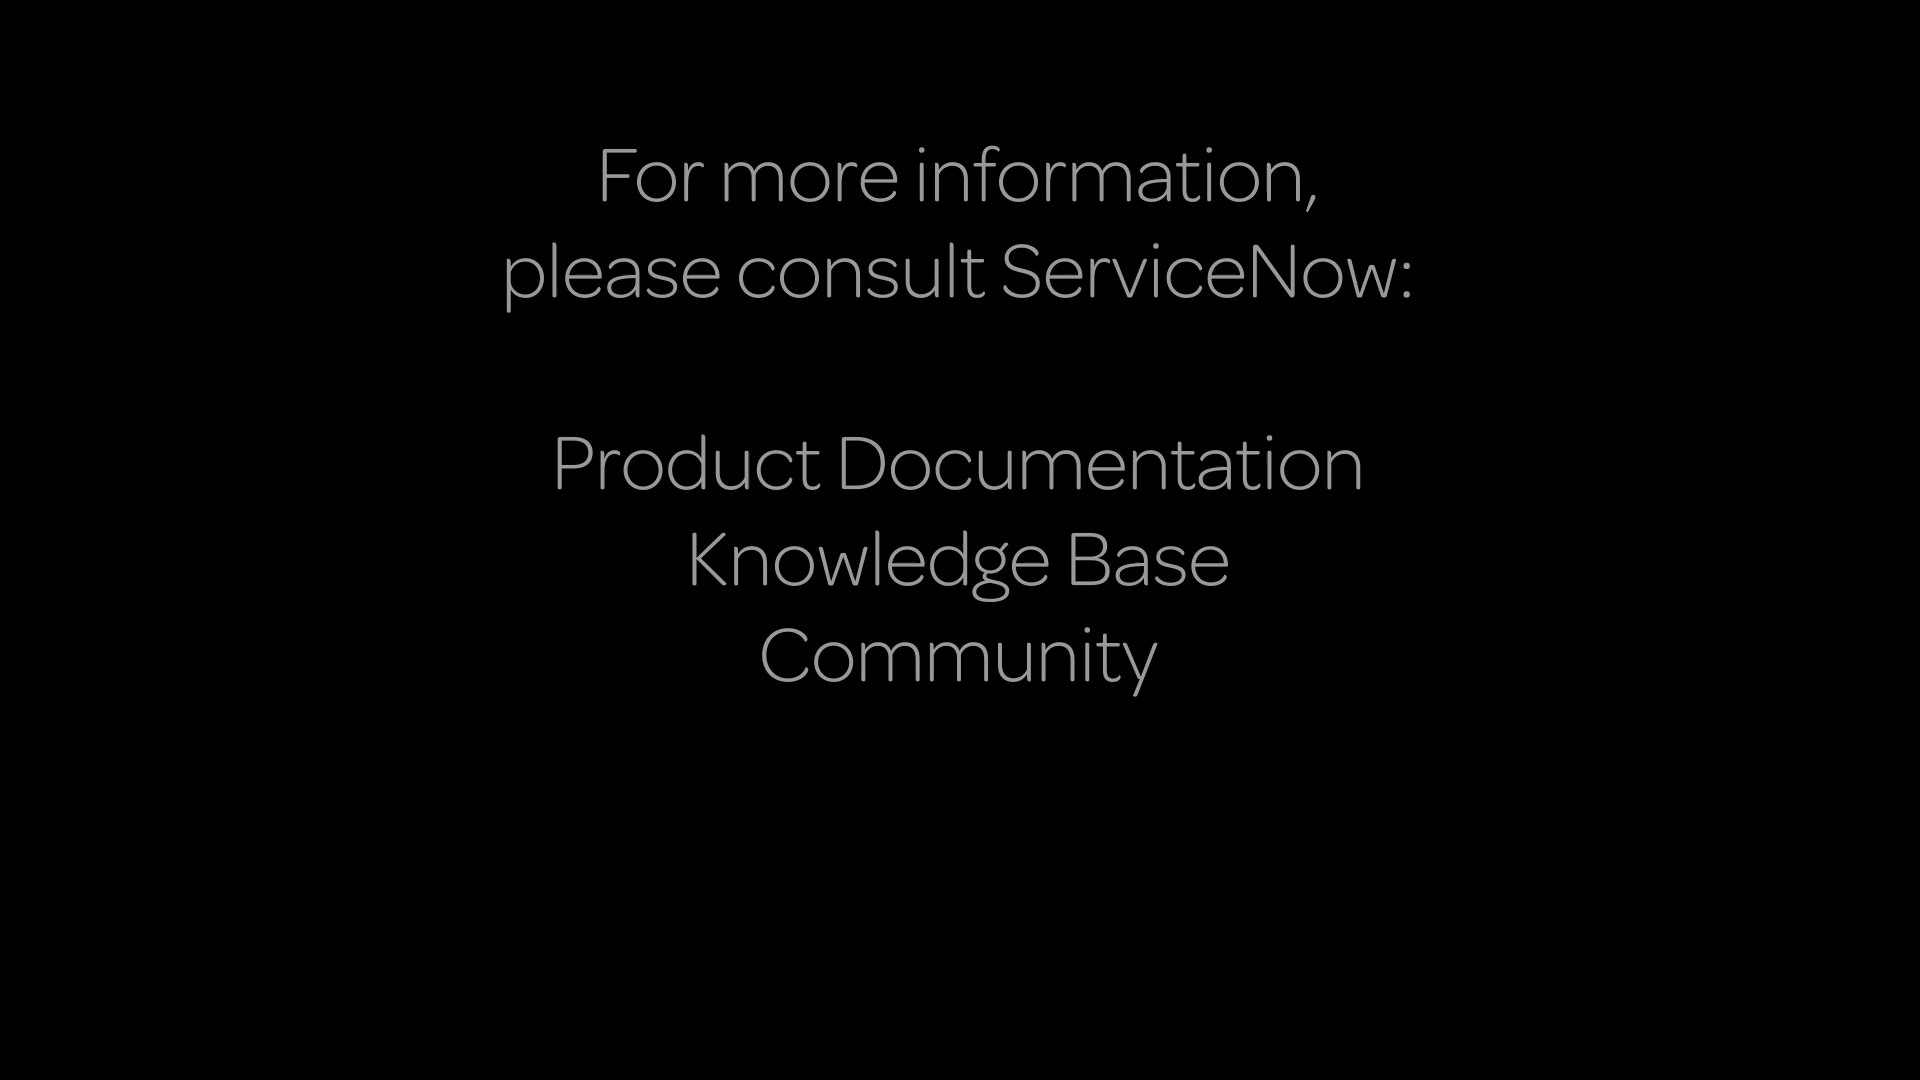 For more information,
please consult ServiceNow:
Product Documentation
Knowledge Base
Community